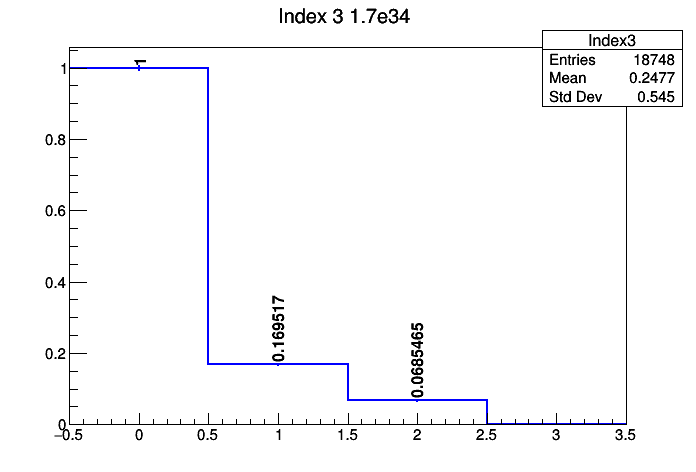 Index 3 1.7e34
Index3
Entries 18748
Mean 0.2477
Std Dev 0.545
1
0.8
0.6
0.4
0.2
0
1
0.169517
0.0685465
−0.5 0 0.5 1 1.5 2 2.5 3 3.5